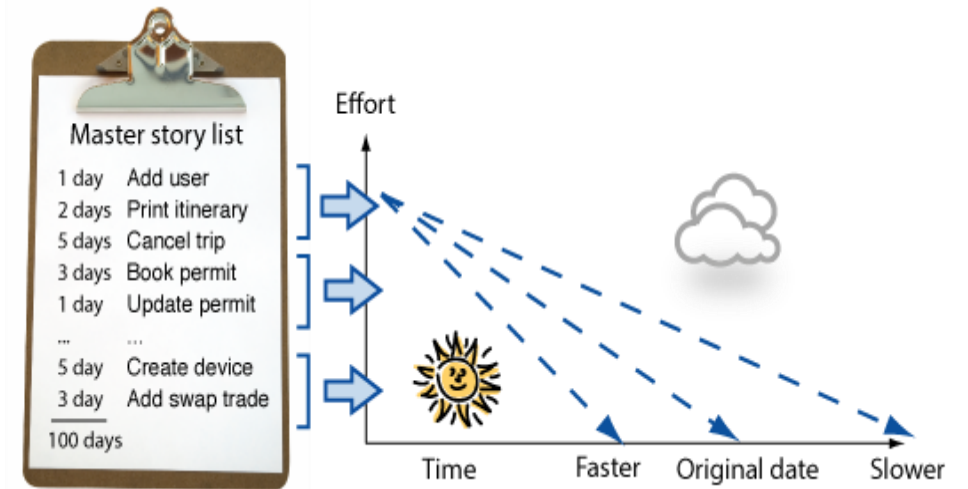 Master story list
1 day Add user
2 days Print itinerary
5 days Cancel trip
3 days Book permit
1 day Update permit
... ...
5 day Create device
3 day Add swap trade
100 days
Effort
Time Faster Original date Slower